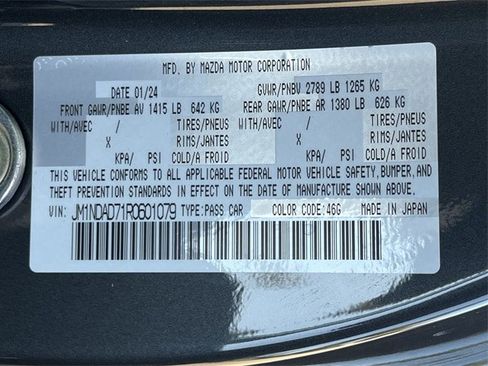 MFD. BY MAZDA MOTOR CORPORATION
DATE 01/24 GVWR/PNBV 2789 LB 1265 KG
FRONT GAWR/PNBE AV 1415 LB 642 KG REAR GAWR/PNBE AR 1380 LB 626 KG
WITH/AVEC / TIRES/PNEUS WITH/AVEC / TIRES/PNEUS
X RIMS/JANTES X RIMS/JANTES
KPA/ PSI COLD/A FROID KPA/ PSI COLD/A FROID
THIS VEHICLE CONFORMS TO ALL APPLICABLE FEDERAL MOTOR VEHICLE SAFETY, BUMPER,
AND THEFT PREVENTION STANDARDS IN EFFECT ON THE DATE OF MANUFACTURE SHOWN ABOVE.
VIN: JM1NDAD71R0601079 TYPE:PASS CAR COLOR CODE:46G MADE IN JAPAN